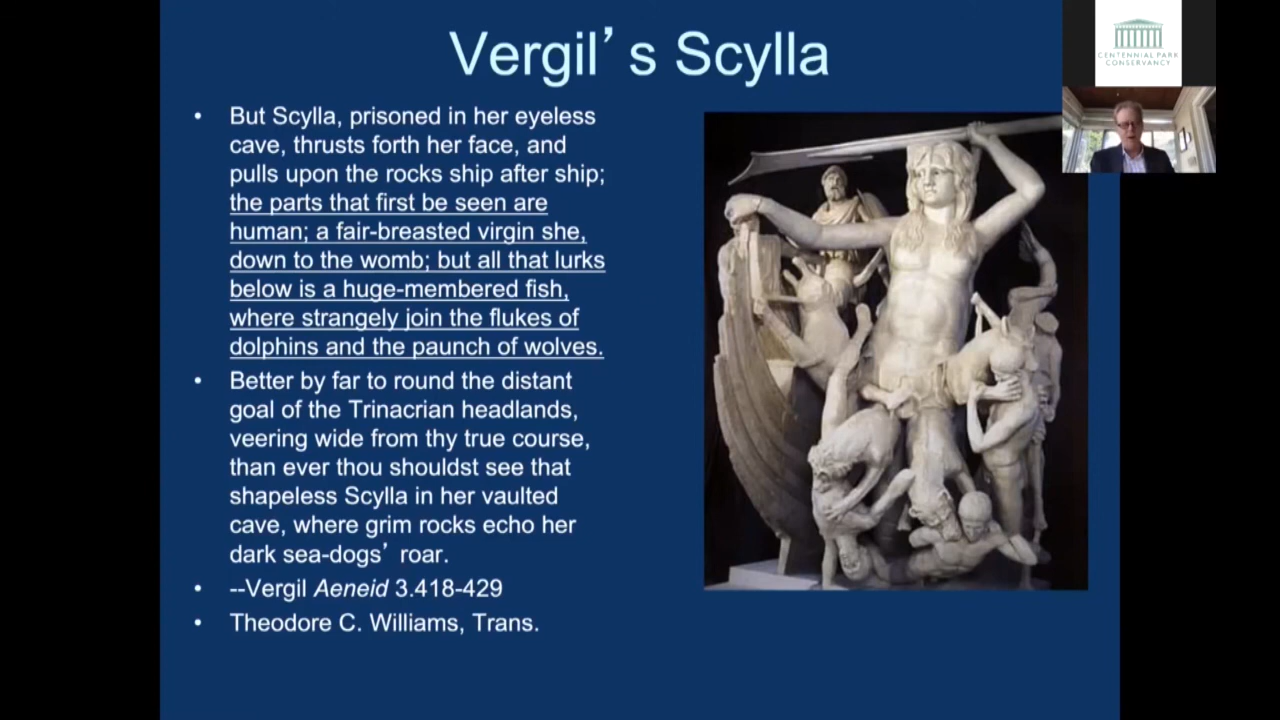 Vergil’s Scylla
• But Scylla, prisoned in her eyeless
cave, thrusts forth her face, and
pulls upon the rocks ship after ship;
the parts that first be seen are
human; a fair-breasted virgin she,
down to the womb; but all that lurks
below is a huge-membered fish,
where strangely join the flukes of
dolphins and the paunch of wolves.
• Better by far to round the distant
goal of the Trinacrian headlands,
veering wide from thy true course,
than ever thou shouldst see that
shapeless Scylla in her vaulted
cave, where grim rocks echo her
dark sea-dogs’ roar.
• --Vergil Aeneid 3.418-429
• Theodore C. Williams, Trans.
CENTENNIAL PARK
CONSERVANCY